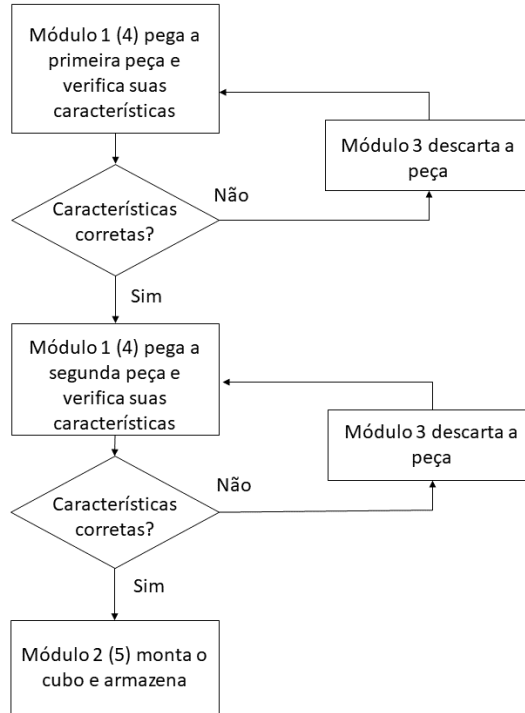 Módulo 1 (4) pega a
primeira peça e
verifica suas
características
Módulo 3 descarta a
peça
Não
Características
corretas?
Sim
Módulo 1 (4) pega a
segunda peça e
verifica suas
características
Módulo 3 descarta a
peça
Não
Características
corretas?
Sim
Módulo 2 (5) monta o
cubo e armazena